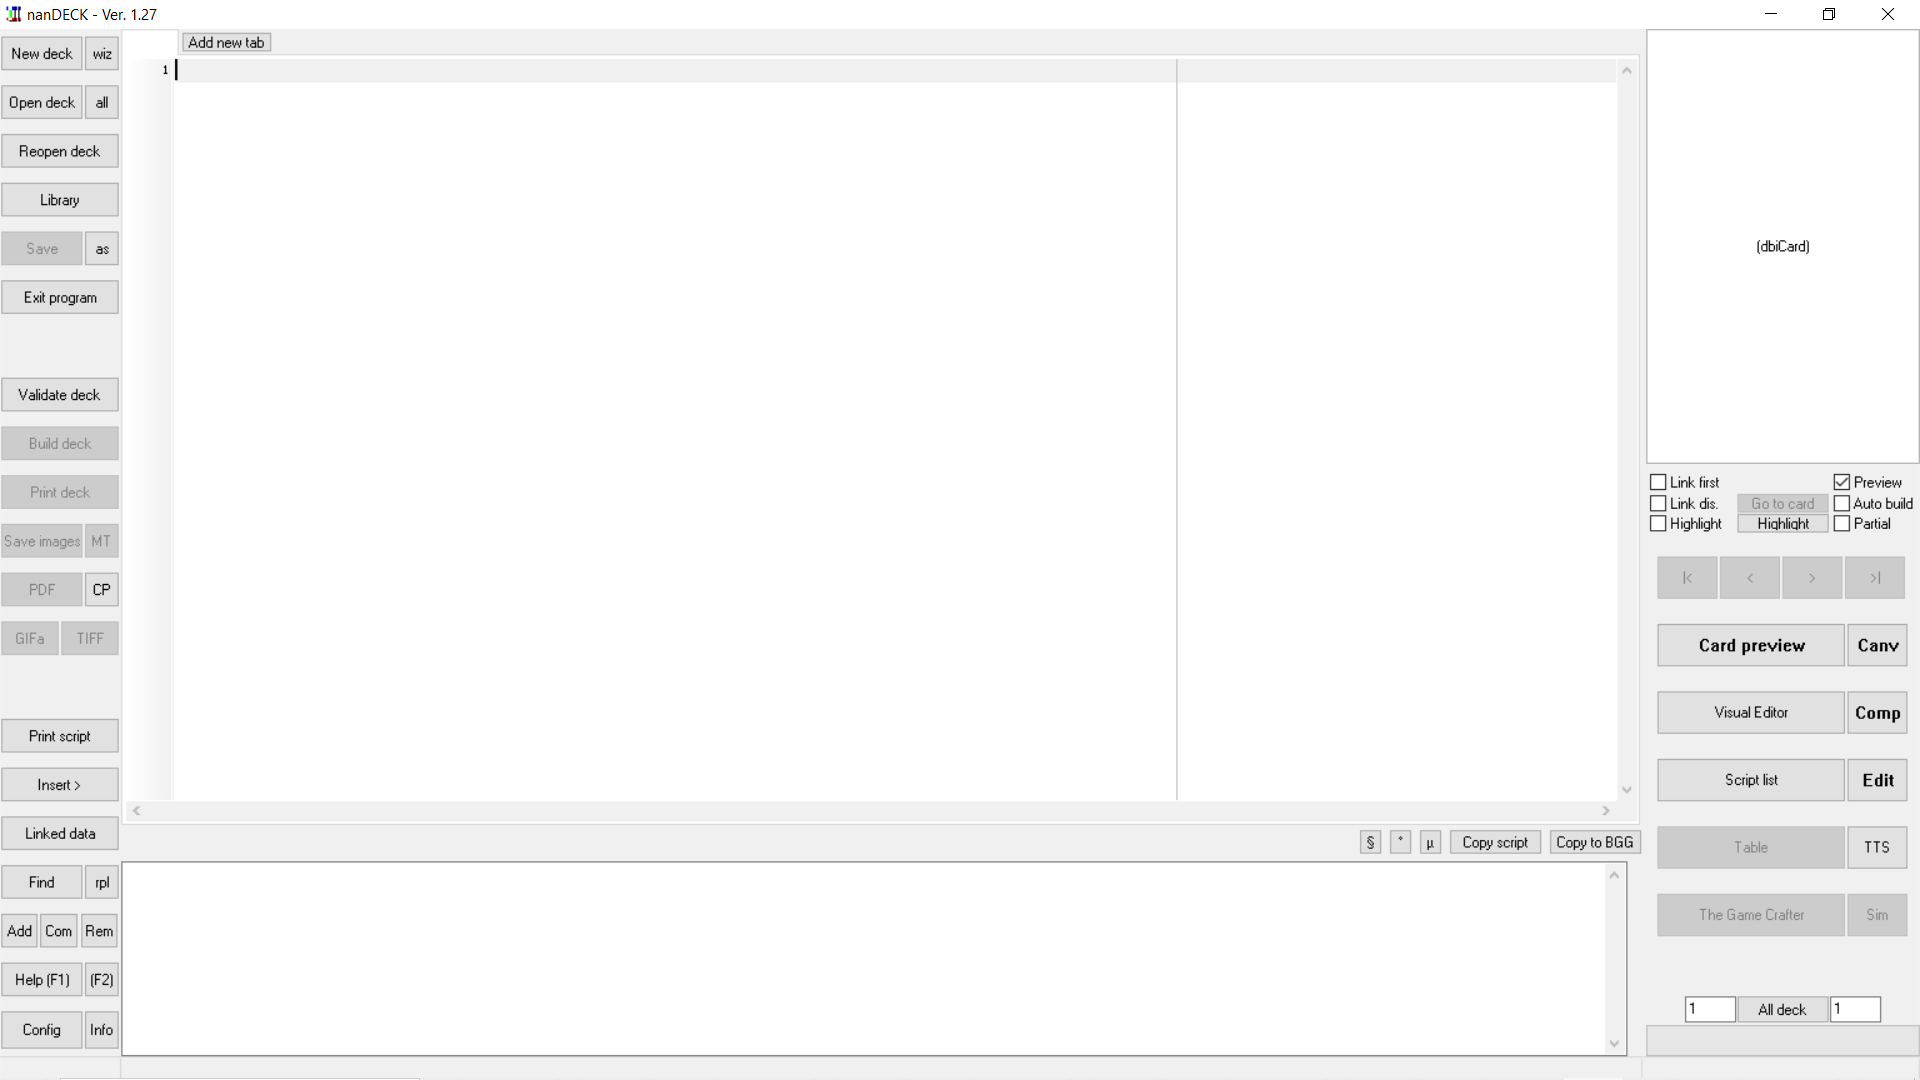 nanDECK - Ver. 1.27
New deck wiz
Add new tab
1
Open deck all
Reopen deck
Library
Save as
(dbiCard)
Exit program
Validate deck
Build deck
Print deck
Save images MT
PDF CP
GIFa TIFF
Link first Preview
Link dis. Go to card Auto build
Highlight Highlight Partial
|< < > >|
Card preview Canv
Visual Editor Comp
Script list Edit
Table TTS
The Game Crafter Sim
Print script
Insert >
Linked data
§ * µ Copy script Copy to BGG
Find rpl
Add Com Rem
Help (F1) (F2)
Config Info
1 All deck 1